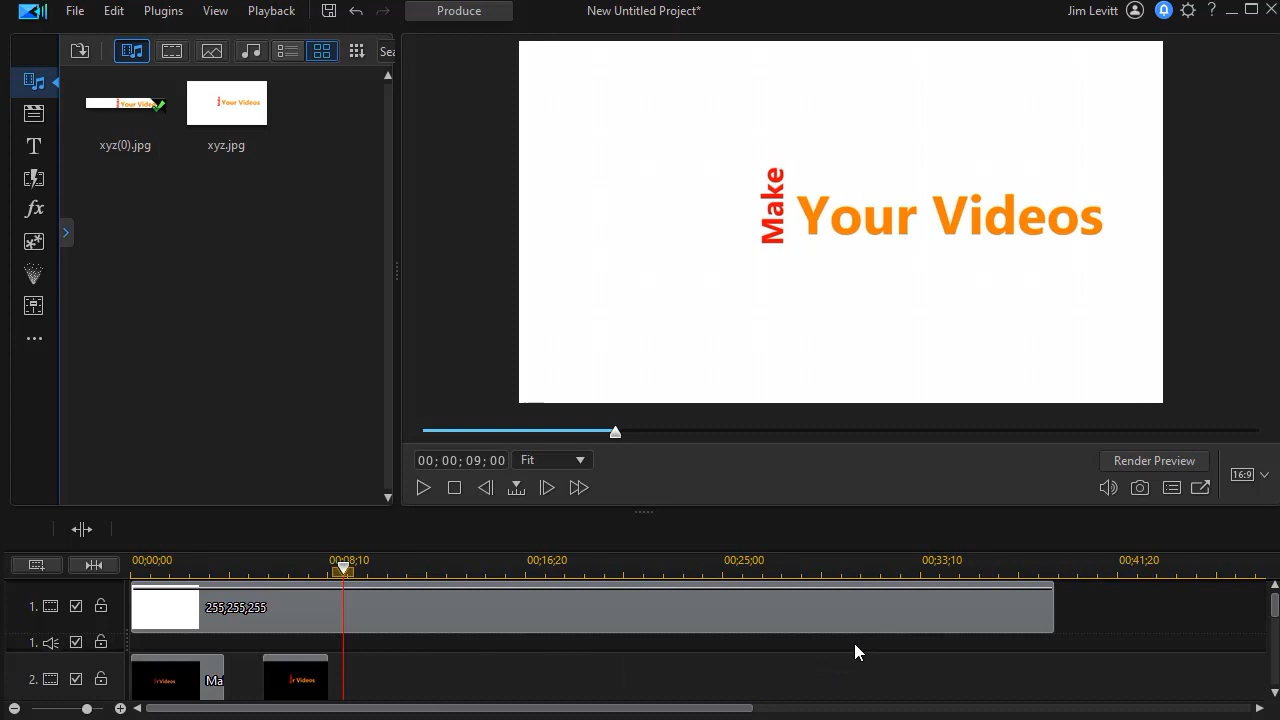 File Edit Plugins View Playback Produce New Untitled Project* Jim Levitt
Sea
xyz(0).jpg xyz.jpg
Make
Your Videos
00; 00; 09; 00 Fit Render Preview
16:9
00;00;00 00;08;10 00;16;20 00;25;00 00;33;10 00;41;20
1. 255,255,255
1.
2. Ma